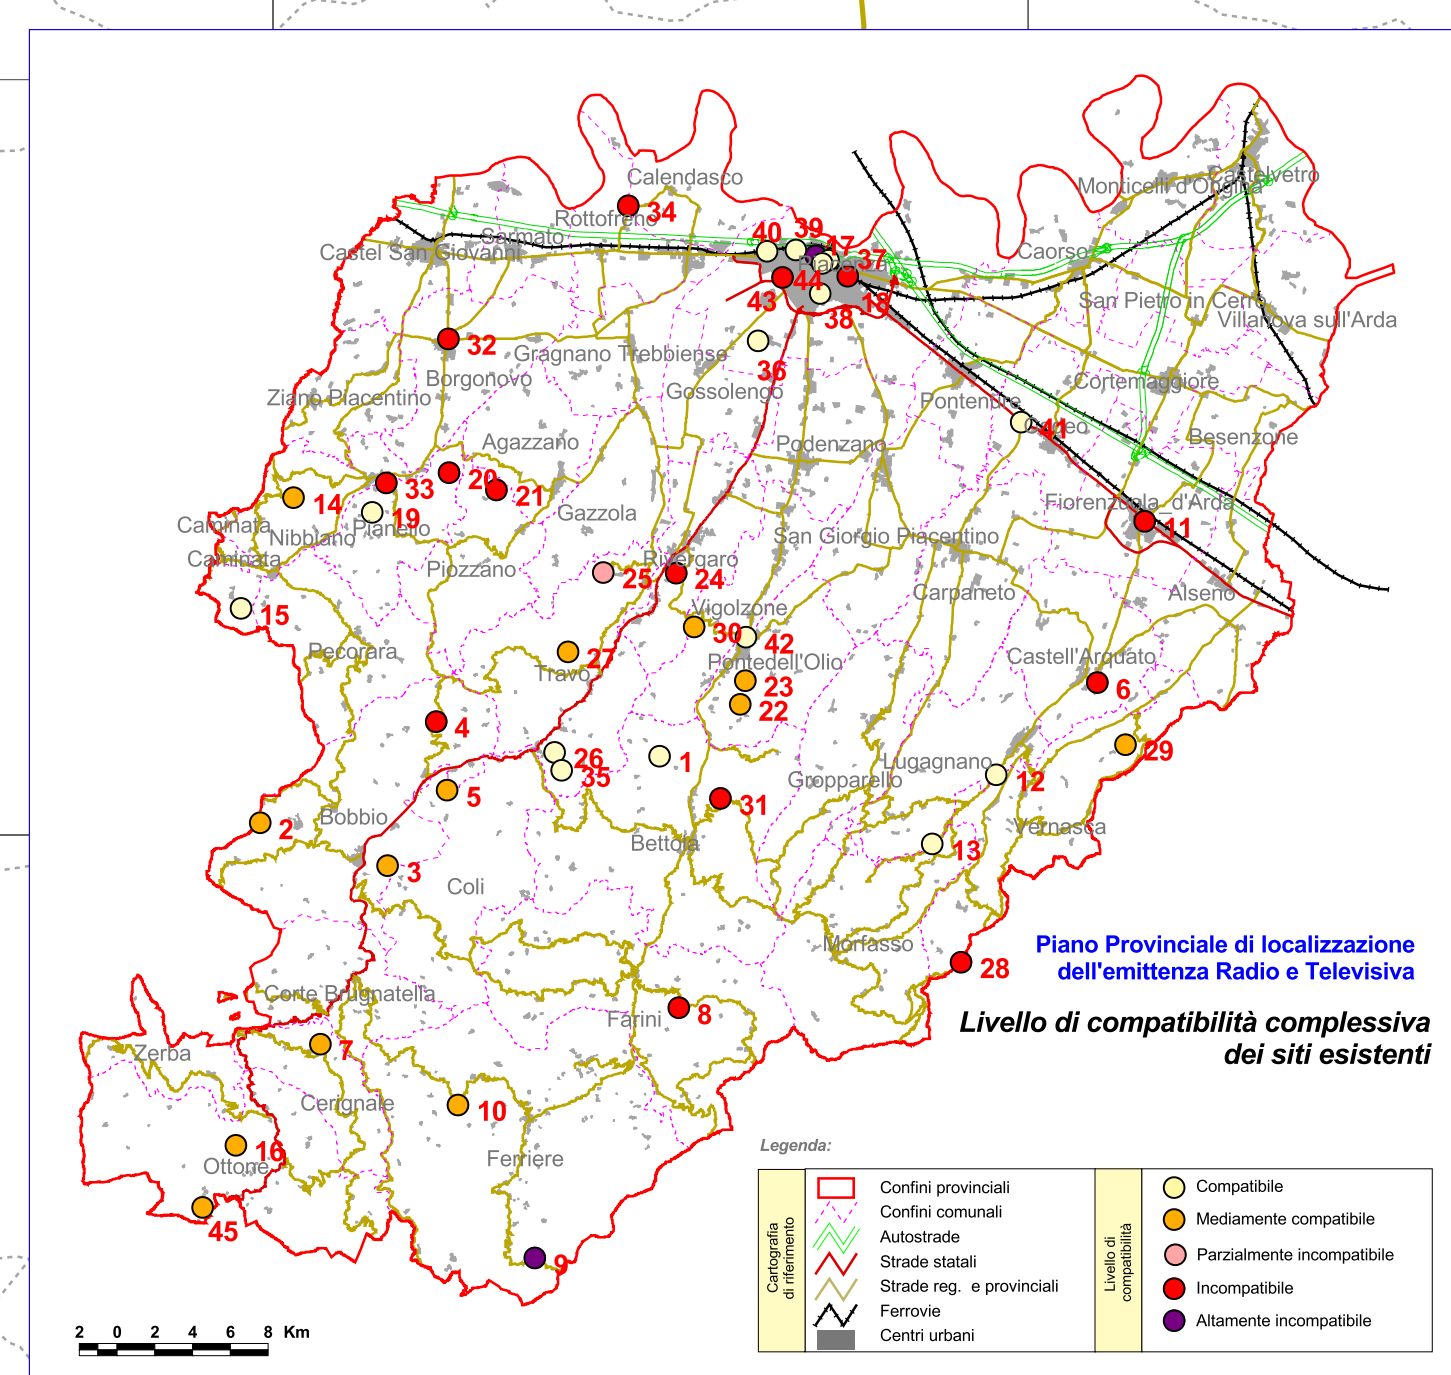 Calendasco
34
Rottofreno
Sarmato
Castel San Giovanni
40
39
17
Piacenza
37
44
43
18
38
Monticelli d'Ongina
Castelvetro
Caorso
San Pietro in Cerro
Villanova sull'Arda
32
Gragnano Trebbiense
36
Borgonovo
Gossolengo
Ziano Piacentino
Cortemaggiore
Pontenure
Cadeo
41
Besenzone
Agazzano
Podenzano
20
33
21
14
19
Gazzola
Fiorenzuola_d'Arda
11
Caminata
Nibbiano
Pianello
San Giorgio Piacentino
Caminata
Piozzano
Rivergaro
25
24
Carpaneto
Alseno
15
Vigolzone
30
42
Pecorara
27
Travo
Pontedell'Olio
Castell'Arquato
23
6
22
4
29
26
1
35
Lugagnano
Gropparello
12
5
31
Bobbio
2
Vernasca
Bettola
13
3
Coli
Morfasso
28
Piano Provinciale di localizzazione
dell'emittenza Radio e Televisiva
Corte Brugnatella
Farini
8
Livello di compatibilità complessiva
dei siti esistenti
Zerba
7
Cerignale
10
16
Ottone
Ferriere
45
9
Legenda:
Cartografia
di riferimento
Confini provinciali
Confini comunali
Autostrade
Strade statali
Strade reg. e provinciali
Ferrovie
Centri urbani
Livello di
compatibilità
Compatibile
Mediamente compatibile
Parzialmente incompatibile
Incompatibile
Altamente incompatibile
2 0 2 4 6 8 Km